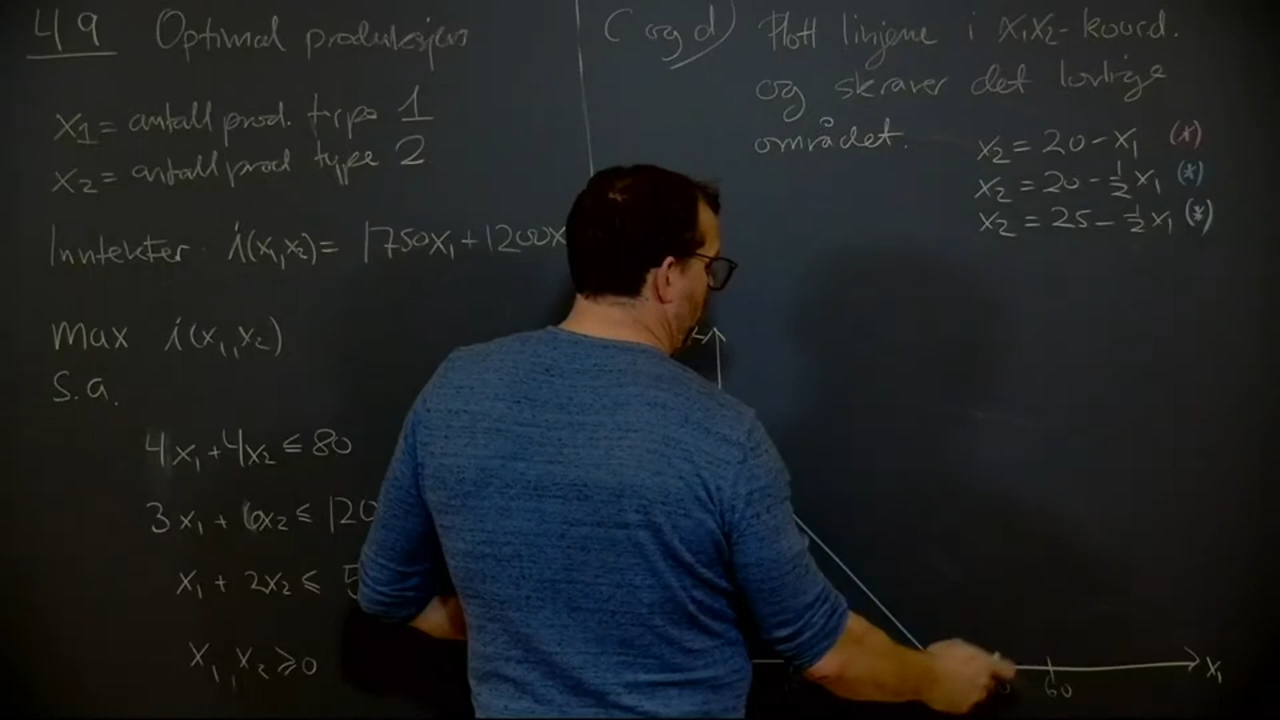 49 Optimal produksjon
X1 = antall prod. type 1
X2 = antall prod type 2
Inntekter i(x1,x2) = 1750x1 + 1200x
max i(x1,x2)
s.a.
4x1 + 4x2 ≤ 80
3x1 + 6x2 ≤ 120
x1 + 2x2 ≤ 5
x1, x2 ≥ 0
c og d) Plott linjene i x1x2-koord.
og skraver det lovlige
området.
x2 = 20 - x1 (*)
x2 = 20 - 1/2 x1 (*)
x2 = 25 - 1/2 x1 (*)
60
x1